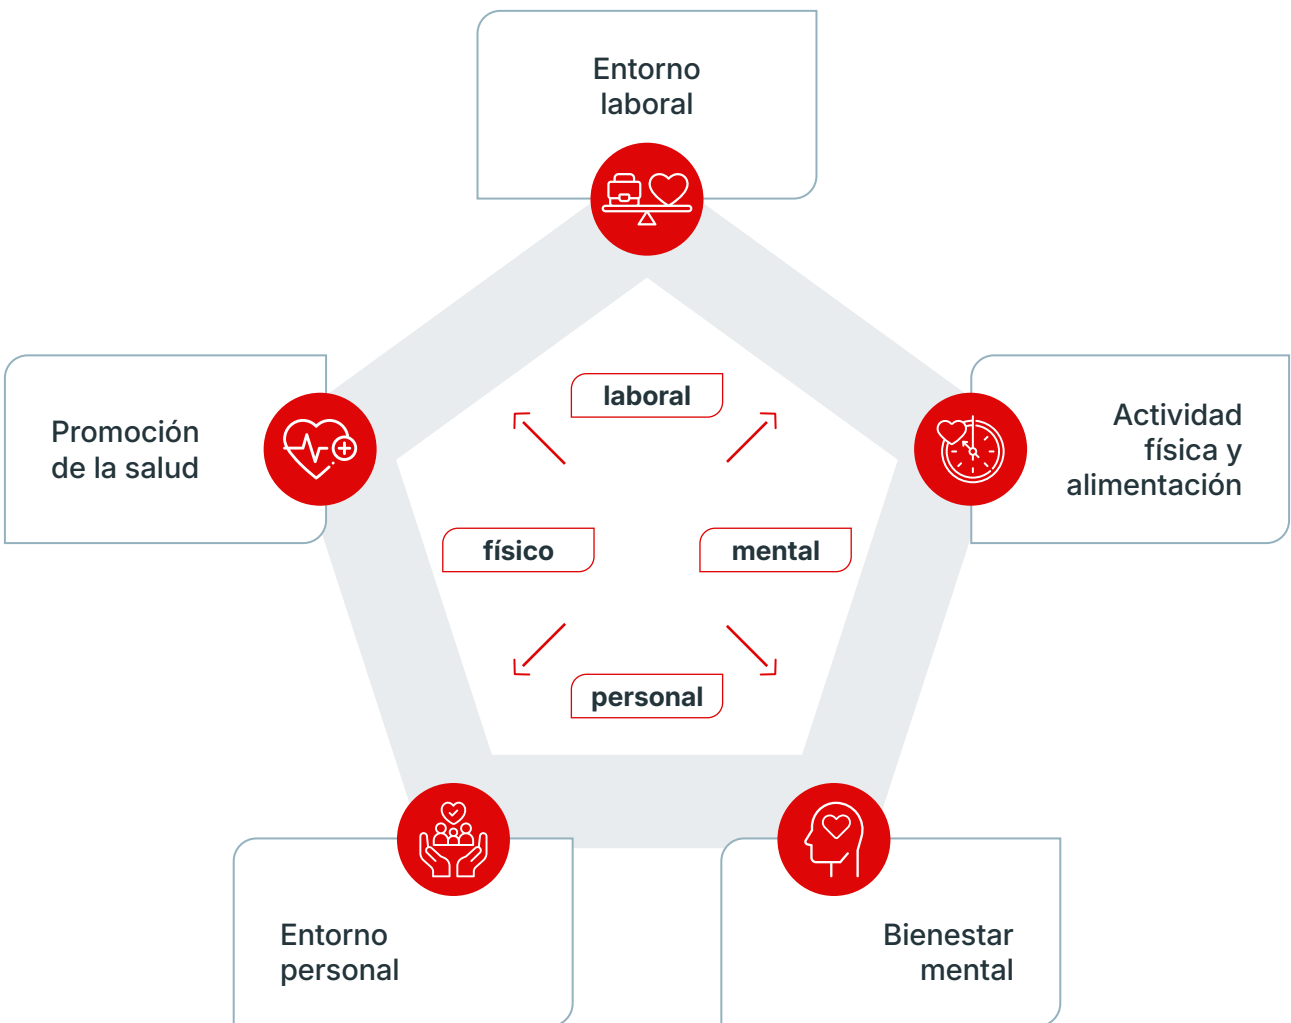 Entorno
laboral
laboral
Promoción
de la salud
Actividad
física y
alimentación
físico
mental
personal
Entorno
personal
Bienestar
mental